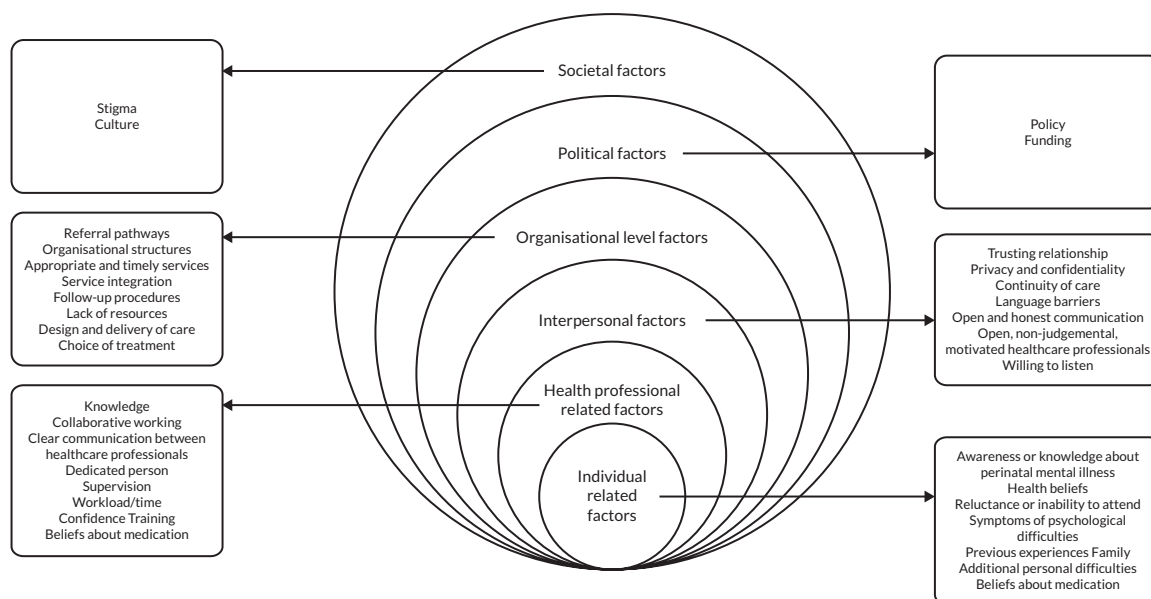 Societal factors
Stigma
Culture
Political factors
Policy
Funding
Organisational level factors
Referral pathways
Organisational structures
Appropriate and timely services
Service integration
Follow-up procedures
Lack of resources
Design and delivery of care
Choice of treatment
Interpersonal factors
Trusting relationship
Privacy and confidentiality
Continuity of care
Language barriers
Open and honest communication
Open, non-judgemental,
motivated healthcare professionals
Willing to listen
Health professional
related factors
Knowledge
Collaborative working
Clear communication between
healthcare professionals
Dedicated person
Supervision
Workload/time
Confidence Training
Beliefs about medication
Individual
related
factors
Awareness or knowledge about
perinatal mental illness
Health beliefs
Reluctance or inability to attend
Symptoms of psychological
difficulties
Previous experiences Family
Additional personal difficulties
Beliefs about medication